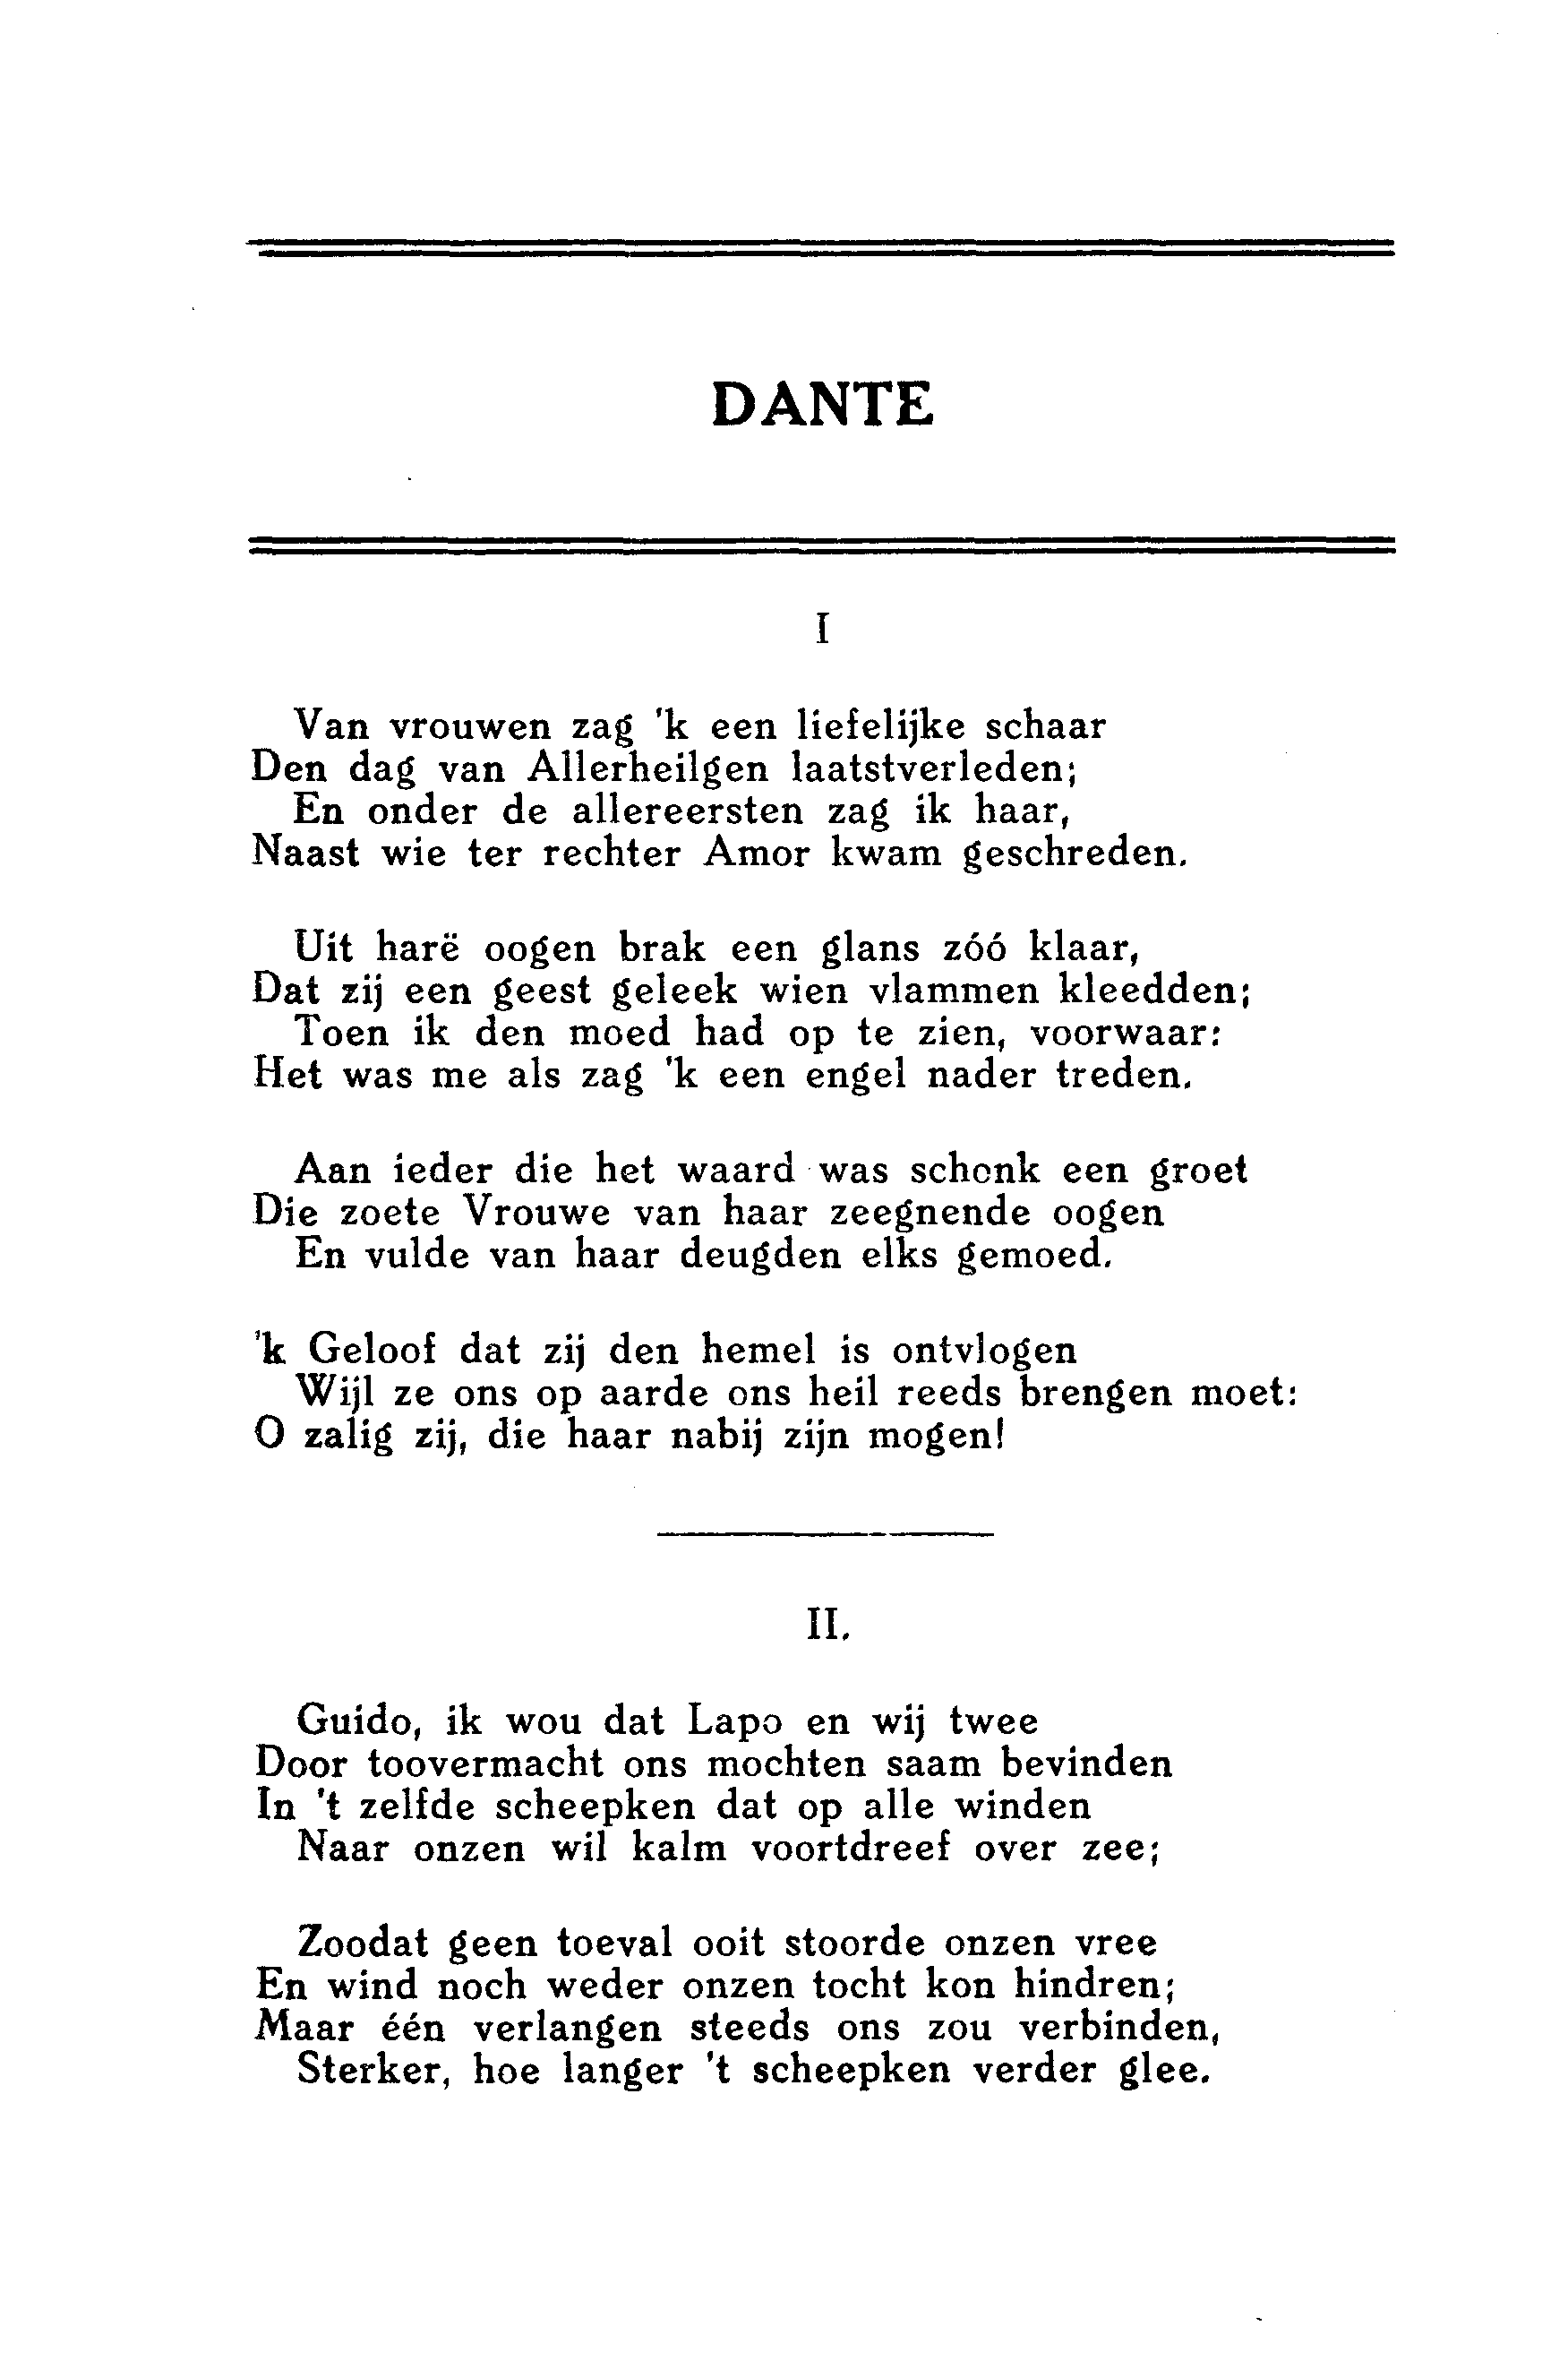 DANTE
I
Van vrouwen zag 'k een liefelijke schaar
Den dag van Allerheilgen laatstverleden;
En onder de allereersten zag ik haar,
Naast wie ter rechter Amor kwam geschreden.
Uit harë oogen brak een glans zóó klaar,
Dat zij een geest geleek wien vlammen kleedden;
Toen ik den moed had op te zien, voorwaar:
Het was me als zag 'k een engel nader treden.
Aan ieder die het waard was schonk een groet
Die zoete Vrouwe van haar zeegnende oogen
En vulde van haar deugden elks gemoed.
'k Geloof dat zij den hemel is ontvlogen
Wijl ze ons op aarde ons heil reeds brengen moet:
O zalig zij, die haar nabij zijn mogen!
II.
Guido, ik wou dat Lapo en wij twee
Door toovermacht ons mochten saam bevinden
In 't zelfde scheepken dat op alle winden
Naar onzen wil kalm voortdreef over zee;
Zoodat geen toeval ooit stoorde onzen vree
En wind noch weder onzen tocht kon hindren;
Maar één verlangen steeds ons zou verbinden,
Sterker, hoe langer 't scheepken verder glee.